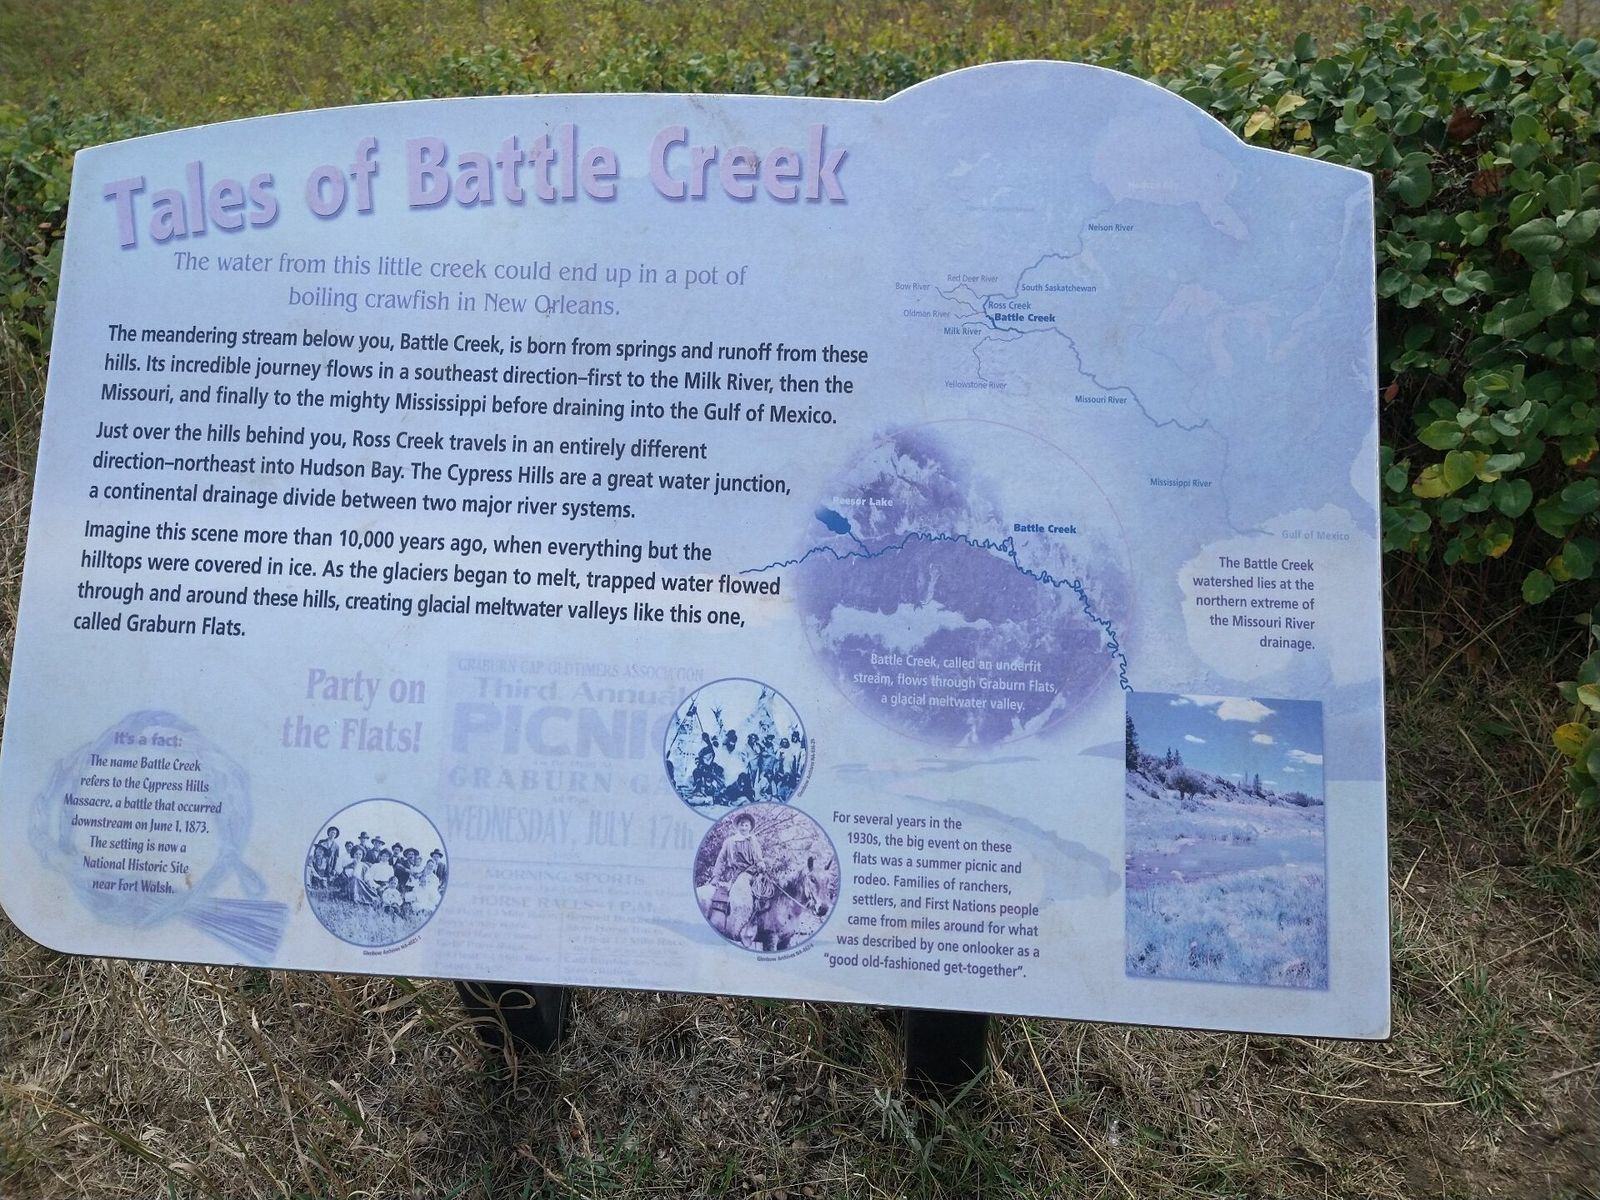 Tales of Battle Creek
The water from this little creek could end up in a pot of
boiling crawfish in New Orleans.
The meandering stream below you, Battle Creek, is born from springs and runoff from these
hills. Its incredible journey flows in a southeast direction–first to the Milk River, then the
Missouri, and finally to the mighty Mississippi before draining into the Gulf of Mexico.
Just over the hills behind you, Ross Creek travels in an entirely different
direction–northeast into Hudson Bay. The Cypress Hills are a great water junction,
a continental drainage divide between two major river systems.
Imagine this scene more than 10,000 years ago, when everything but the
hilltops were covered in ice. As the glaciers began to melt, trapped water flowed
through and around these hills, creating glacial meltwater valleys like this one,
called Graburn Flats.
Nelson River
Red Deer River
Bow River
South Saskatchewan
Ross Creek
Oldman River
Battle Creek
Milk River
Yellowstone River
Missouri River
Mississippi River
Gulf of Mexico
The Battle Creek
watershed lies at the
northern extreme of
the Missouri River
drainage.
Reesor Lake
Battle Creek
Battle Creek, called an underfit
stream, flows through Graburn Flats,
a glacial meltwater valley.
It's a fact:
The name Battle Creek
refers to the Cypress Hills
Massacre, a battle that occurred
downstream on June 1, 1873.
The setting is now a
National Historic Site
near Fort Walsh.
Party on
the Flats!
GRABURN GAP OLDTIMERS ASSOCIATION
Third Annual
PICNIC
GRABURN GA
WEDNESDAY, JULY 17th
MORNING SPORTS
HORSE RACES-1 P.M.
For several years in the
1930s, the big event on these
flats was a summer picnic and
rodeo. Families of ranchers,
settlers, and First Nations people
came from miles around for what
was described by one onlooker as a
"good old-fashioned get-together".